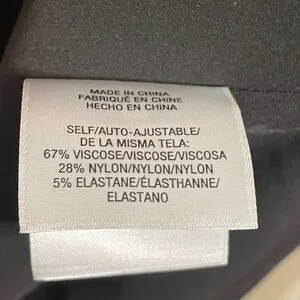 MADE IN CHINA
FABRIQUÉ EN CHINE
HECHO EN CHINA
SELF/AUTO-AJUSTABLE/
DE LA MISMA TELA:
67% VISCOSE/VISCOSE/VISCOSA
28% NYLON/NYLON/NYLON
5% ELASTANE/ÉLASTHANNE/
ELASTANO